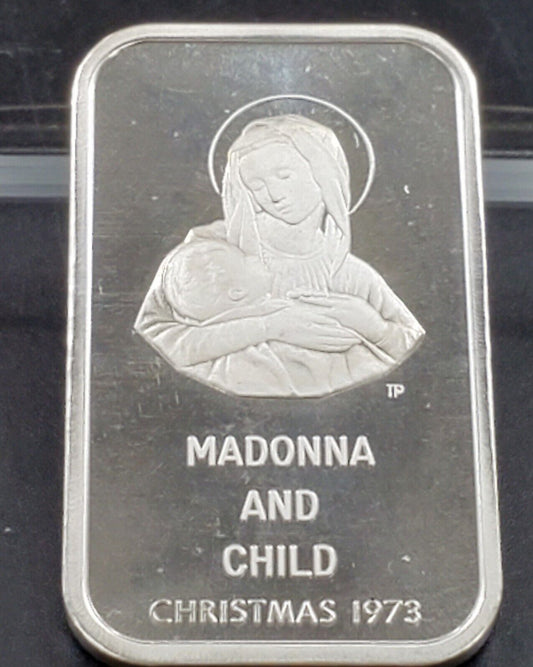 TP
MADONNA
AND
CHILD
CHRISTMAS 1973